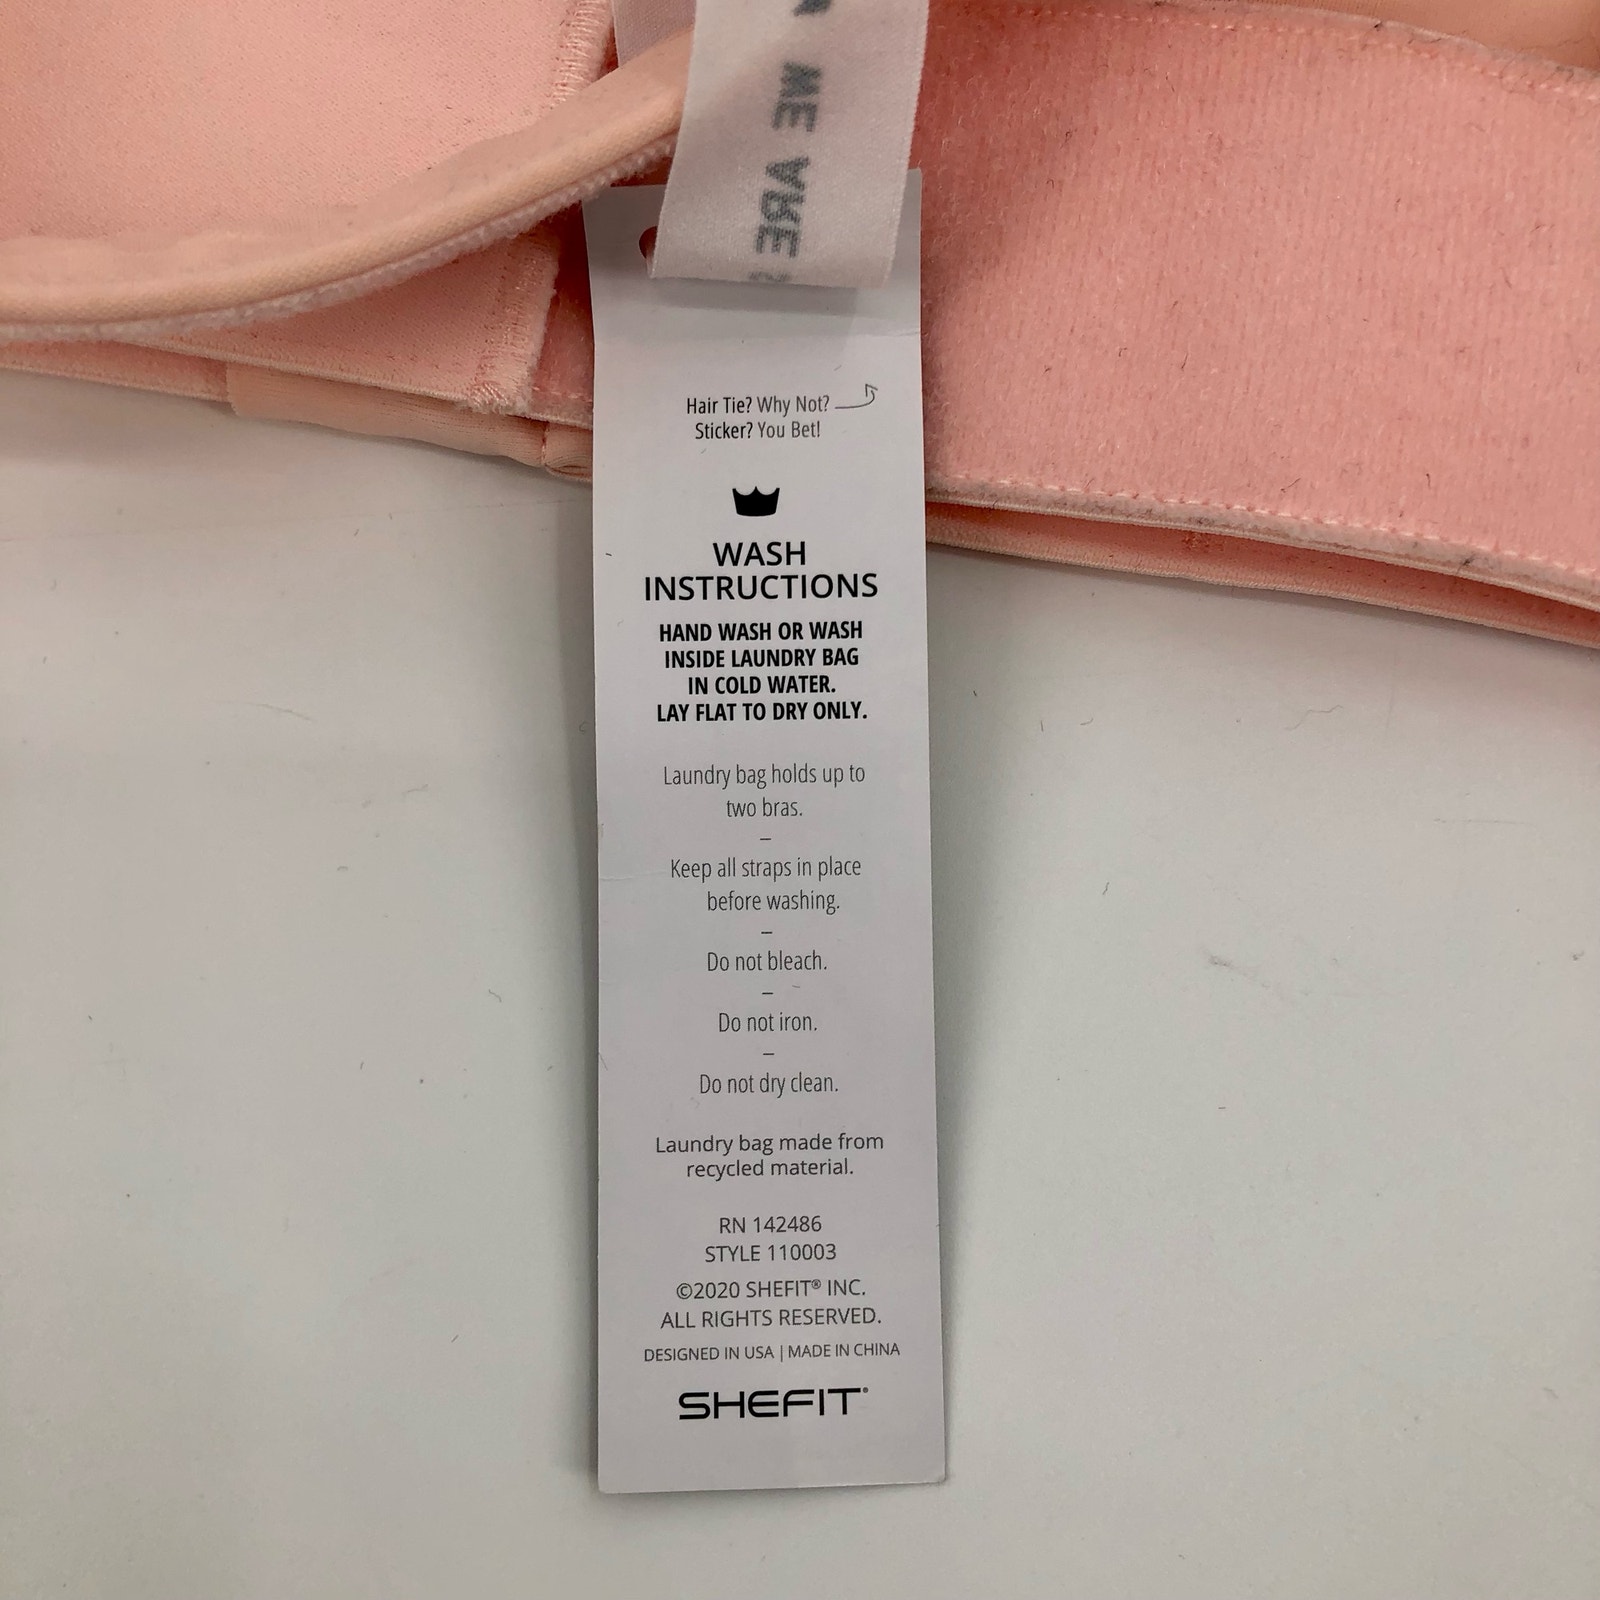 WE ARE
Hair Tie? Why Not?
Sticker? You Bet!
WASH
INSTRUCTIONS
HAND WASH OR WASH
INSIDE LAUNDRY BAG
IN COLD WATER.
LAY FLAT TO DRY ONLY.
Laundry bag holds up to
two bras.
–
Keep all straps in place
before washing.
–
Do not bleach.
–
Do not iron.
–
Do not dry clean.
Laundry bag made from
recycled material.
RN 142486
STYLE 110003
©2020 SHEFIT® INC.
ALL RIGHTS RESERVED.
DESIGNED IN USA | MADE IN CHINA
SHEFIT®